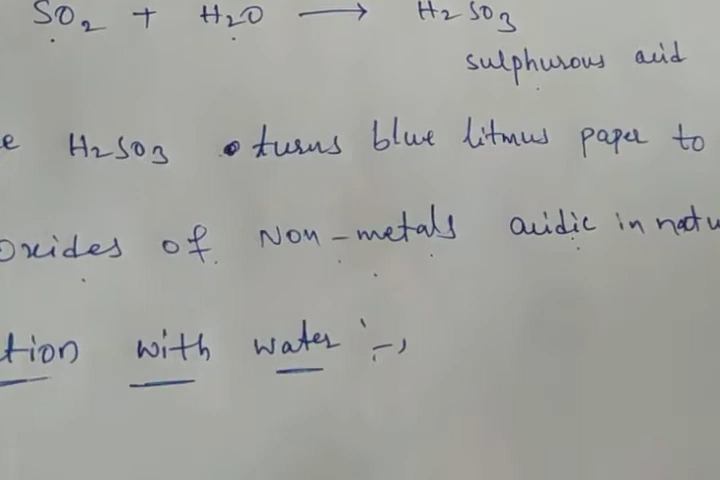 SO2 + H2O ⟶ H2SO3
sulphurous acid
e H2SO3 turns blue litmus paper to
oxides of Non-metals acidic in natu
tion with water :-,